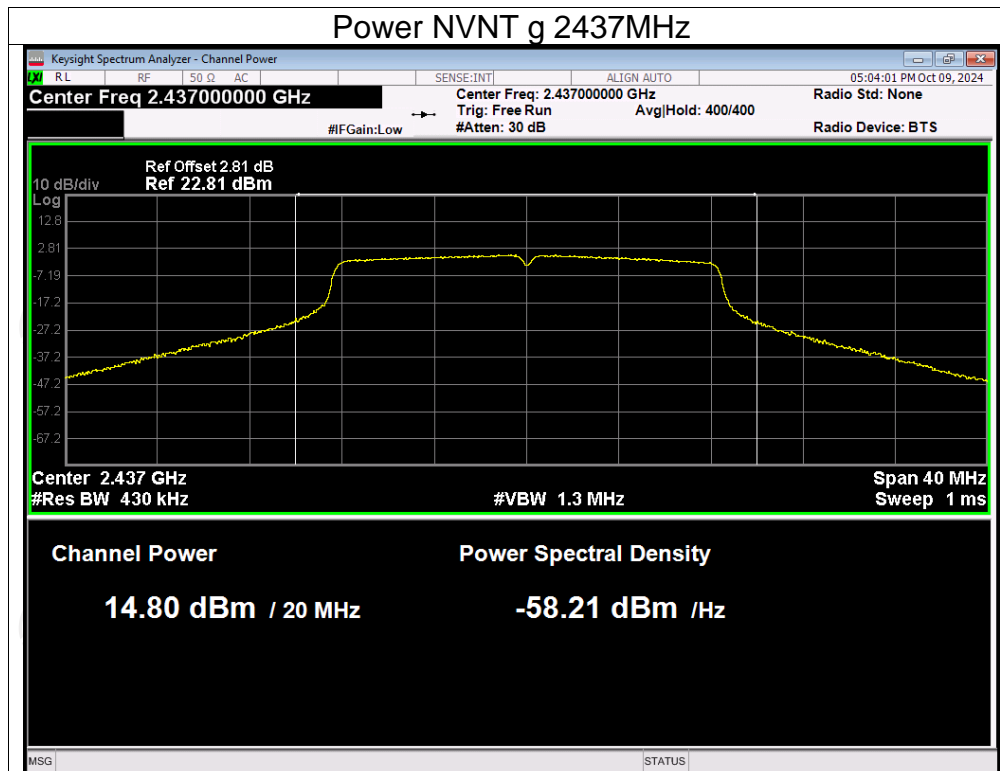 Power NVNT g 2437MHz
Keysight Spectrum Analyzer - Channel Power
LXI RL RF 50 Ω AC SENSE:INT ALIGN AUTO 05:04:01 PM Oct 09, 2024
Center Freq 2.437000000 GHz Center Freq: 2.437000000 GHz Radio Std: None
Trig: Free Run Avg|Hold: 400/400
#IFGain:Low #Atten: 30 dB Radio Device: BTS
Ref Offset 2.81 dB
10 dB/div Ref 22.81 dBm
Log
12.8
2.81
-7.19
-17.2
-27.2
-37.2
-47.2
-57.2
-67.2
Center 2.437 GHz Span 40 MHz
#Res BW 430 kHz #VBW 1.3 MHz Sweep 1 ms
Channel Power Power Spectral Density
14.80 dBm / 20 MHz -58.21 dBm /Hz
MSG STATUS